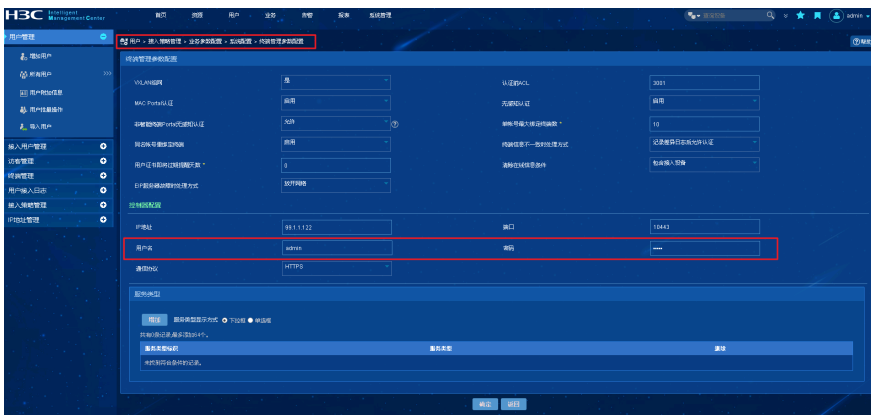 H3C Intelligent Management Center
首页 资源 用户 业务 告警 报表 系统管理 admin
用户管理
用户 > 接入策略管理 > 业务参数配置 > 系统配置 > 终端管理参数配置 帮助
增加用户
所有用户
用户附加信息
用户批量操作
导入用户
接入用户管理
访客管理
终端管理
用户接入日志
接入策略管理
IP地址管理
终端管理参数配置
VXLAN组网 是 认证前ACL 3001
MAC Portal认证 启用 无感知认证 启用
非智能终端Portal无感知认证 允许 单帐号最大绑定终端数 * 10
同名帐号重绑定终端 启用 终端信息不一致时处理方式 记录差异日志后允许认证
用户证书即将过期提醒天数 * 0 清除在线信息条件 包含接入设备
EIP服务器故障时处理方式 放开网络
控制器配置
IP地址 99.1.1.122 端口 10443
用户名 admin 密码 •••••
通信协议 HTTPS
服务类型
增加 服务类型显示方式 下拉框 单选框
共有0条记录,最多添加64个。
服务类型标识 服务类型 删除
未找到符合条件的记录。
确定 返回